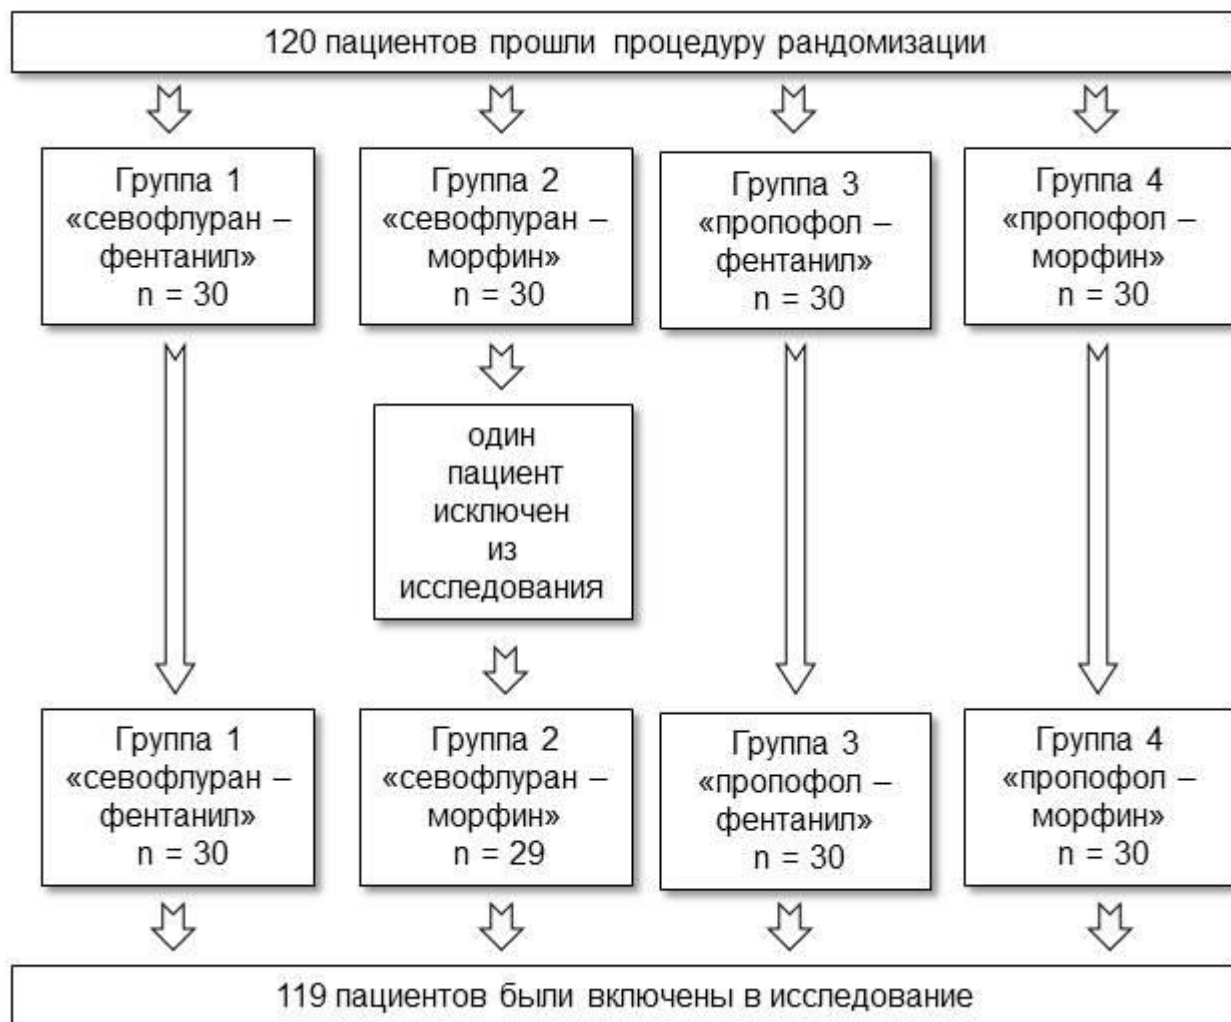 120 пациентов прошли процедуру рандомизации
Группа 1
«севофлуран –
фентанил»
n = 30
Группа 2
«севофлуран –
морфин»
n = 30
Группа 3
«пропофол –
фентанил»
n = 30
Группа 4
«пропофол –
морфин»
n = 30
один
пациент
исключен
из
исследования
Группа 1
«севофлуран –
фентанил»
n = 30
Группа 2
«севофлуран –
морфин»
n = 29
Группа 3
«пропофол –
фентанил»
n = 30
Группа 4
«пропофол –
морфин»
n = 30
119 пациентов были включены в исследование